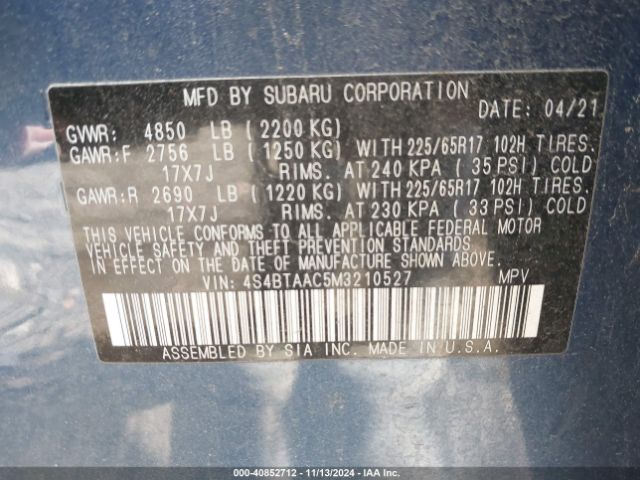 MFD BY SUBARU CORPORATION
DATE: 04/21
GVWR: 4850 LB (2200 KG)
GAWR:F 2756 LB (1250 KG) WITH 225/65R17 102H TIRES.
17X7J RIMS. AT 240 KPA ( 35 PSI) COLD
GAWR:R 2690 LB (1220 KG) WITH 225/65R17 102H TIRES.
17X7J RIMS. AT 230 KPA ( 33 PSI) COLD
THIS VEHICLE CONFORMS TO ALL APPLICABLE FEDERAL MOTOR
VEHICLE SAFETY AND THEFT PREVENTION STANDARDS
IN EFFECT ON THE DATE OF MANUFACTURE SHOWN ABOVE.
VIN: 4S4BTAAC5M3210527 MPV
ASSEMBLED BY SIA INC. MADE IN U.S.A.
000-40852712 - 11/13/2024 - IAA Inc.